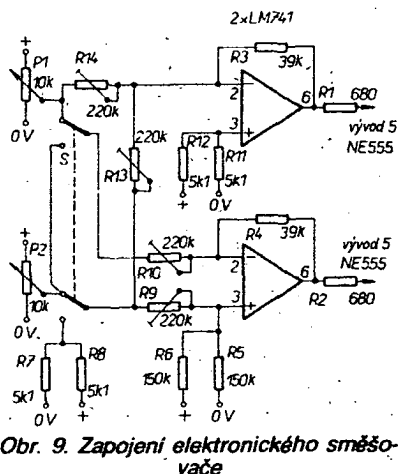 2xLM741
+
P1
10k
0V
R14
220k
R3
39k
2
3
6
R1
680
vývod 5
NE555
S
220k
R13
R12
5k1
+
R11
5k1
0V
+
P2
10k
0V
220k
R10
R9
220k
R4
39k
2
3
6
R2
680
vývod 5
NE555
R7
5k1
0V
R8
5k1
+
R6
150k
+
R5
150k
0V
Obr. 9. Zapojení elektronického směšo-
vače